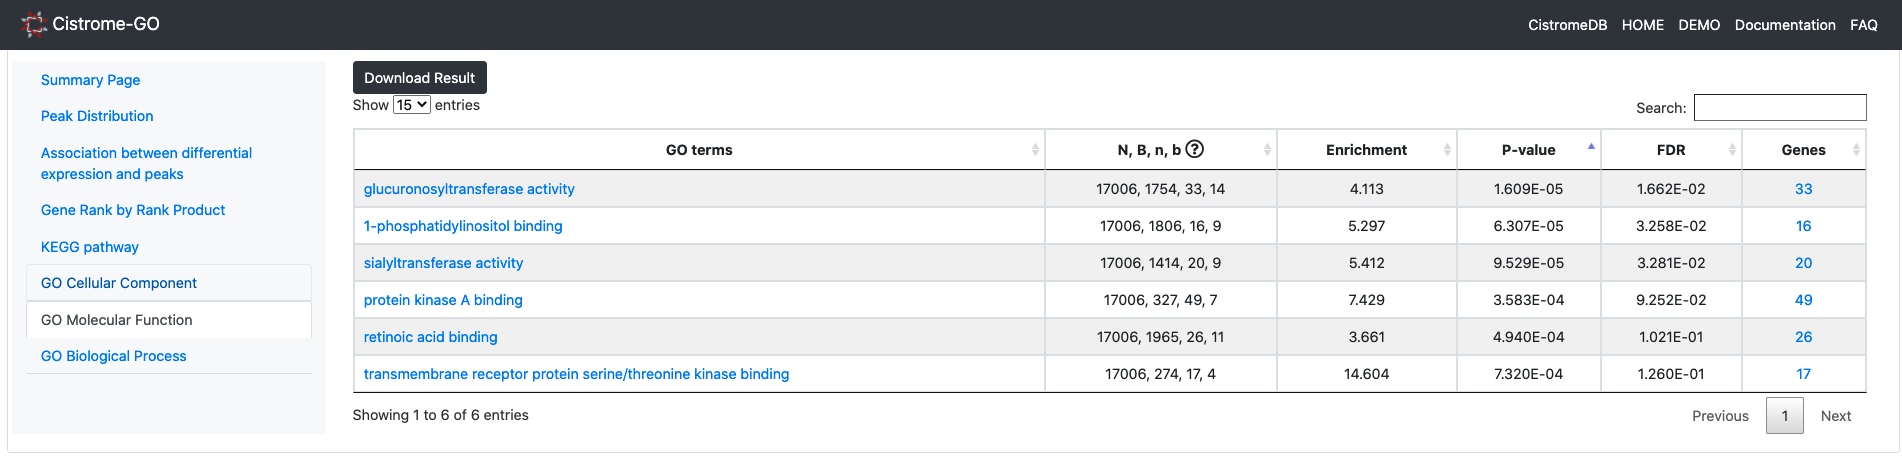 Cistrome-GO
CistromeDB HOME DEMO Documentation FAQ
Summary Page
Peak Distribution
Association between differential
expression and peaks
Gene Rank by Rank Product
KEGG pathway
GO Cellular Component
GO Molecular Function
GO Biological Process
Download Result
Show 15 entries
Search:
GO terms N, B, n, b ? Enrichment P-value FDR Genes
glucuronosyltransferase activity 17006, 1754, 33, 14 4.113 1.609E-05 1.662E-02 33
1-phosphatidylinositol binding 17006, 1806, 16, 9 5.297 6.307E-05 3.258E-02 16
sialyltransferase activity 17006, 1414, 20, 9 5.412 9.529E-05 3.281E-02 20
protein kinase A binding 17006, 327, 49, 7 7.429 3.583E-04 9.252E-02 49
retinoic acid binding 17006, 1965, 26, 11 3.661 4.940E-04 1.021E-01 26
transmembrane receptor protein serine/threonine kinase binding 17006, 274, 17, 4 14.604 7.320E-04 1.260E-01 17
Showing 1 to 6 of 6 entries
Previous 1 Next